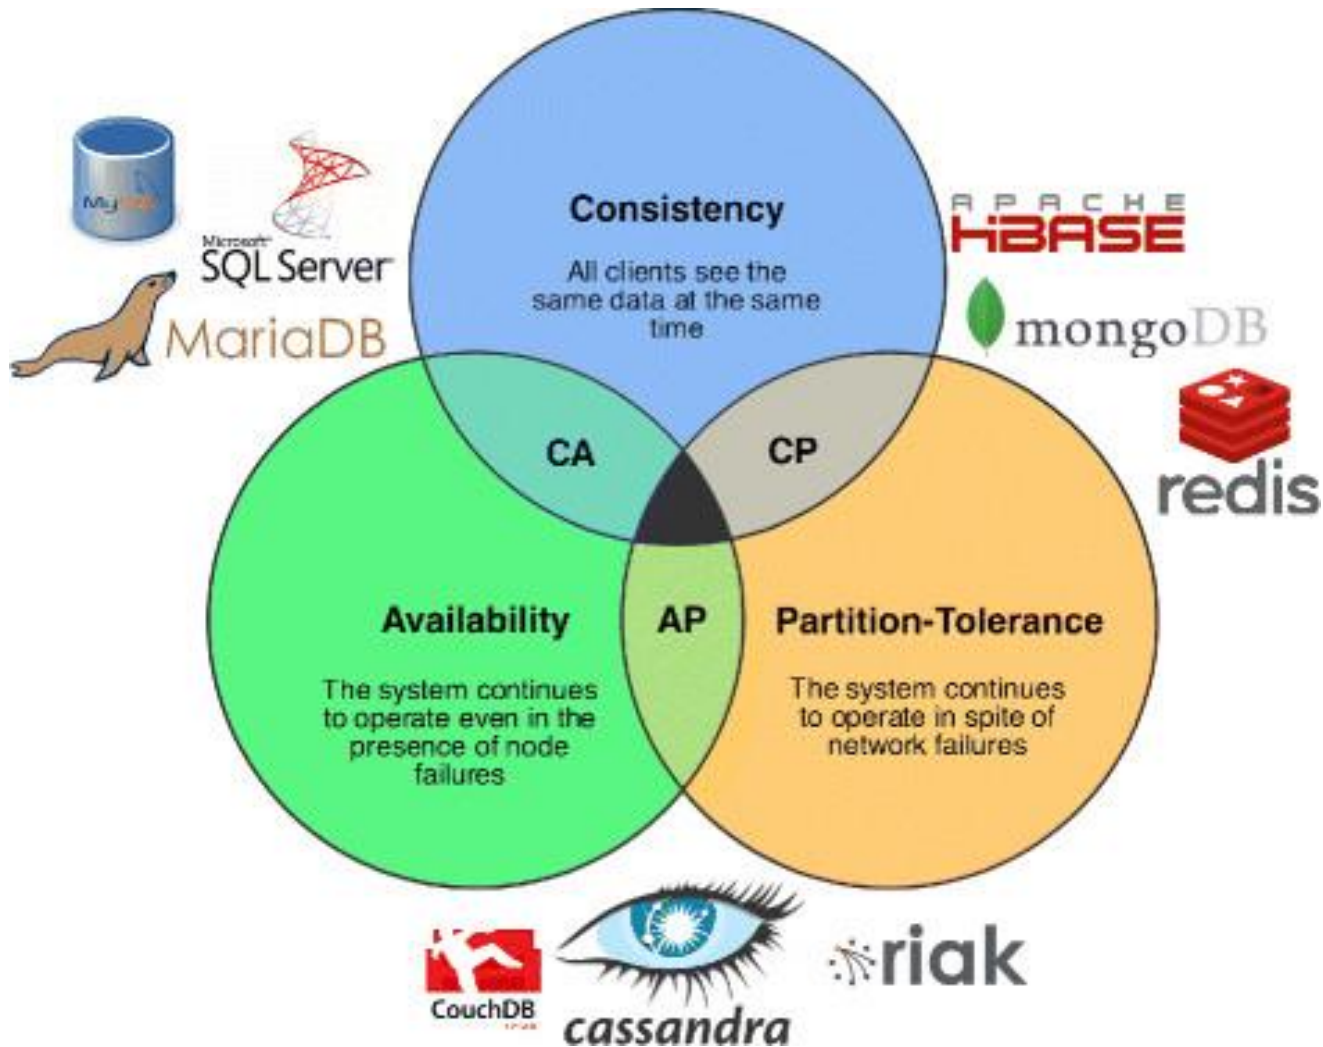 Consistency
All clients see the
same data at the same
time
MySQL
Microsoft
SQL Server
MariaDB
APACHE
HBASE
mongoDB
redis
CA
CP
AP
Availability
The system continues
to operate even in the
presence of node
failures
Partition-Tolerance
The system continues
to operate in spite of
network failures
CouchDB
cassandra
riak